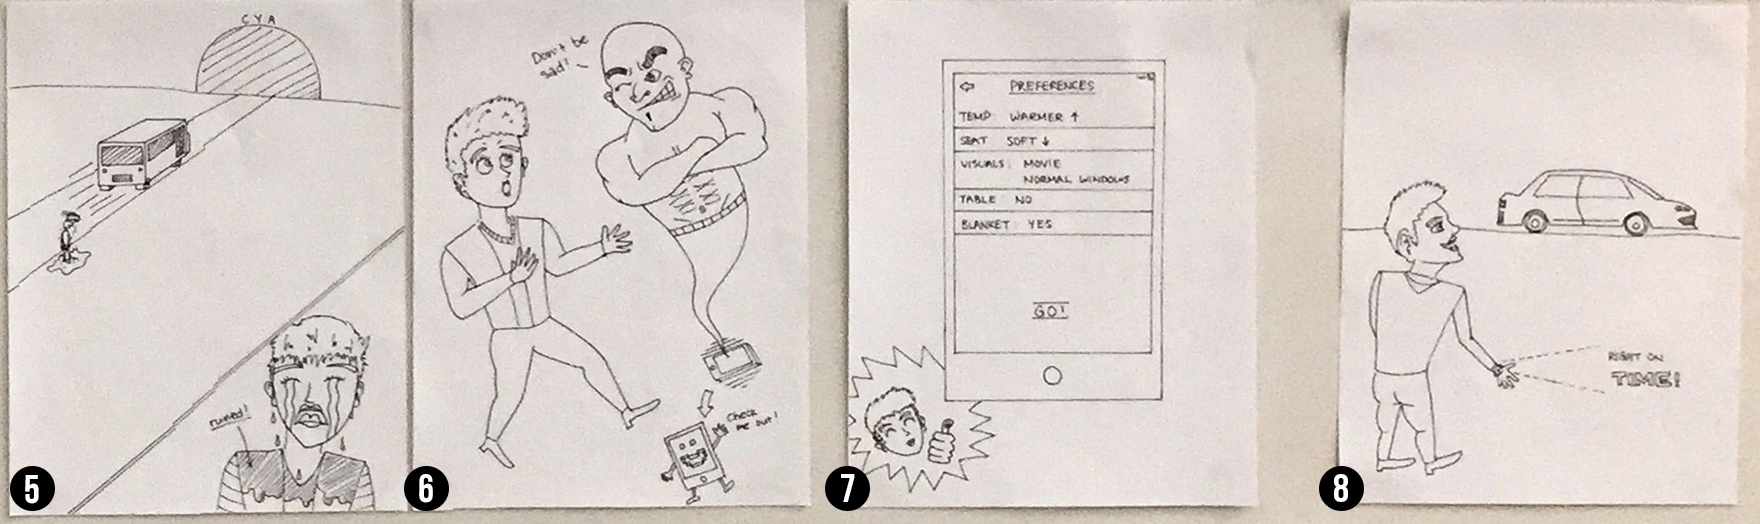 CYA
ruined!
5
Don't be
sad!
Check
me out!
6
PREFERENCES
TEMP: WARMER ↑
SEAT SOFT ↓
VISUALS: MOVIE
NORMAL WINDOWS
TABLE NO
BLANKET: YES
GO!
7
RIGHT ON
TIME!
8